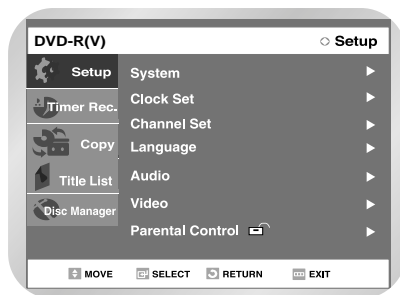 DVD-R(V)
Setup
Setup
Timer Rec.
Copy
Title List
Disc Manager
System
Clock Set
Channel Set
Language
Audio
Video
Parental Control
MOVE SELECT RETURN EXIT